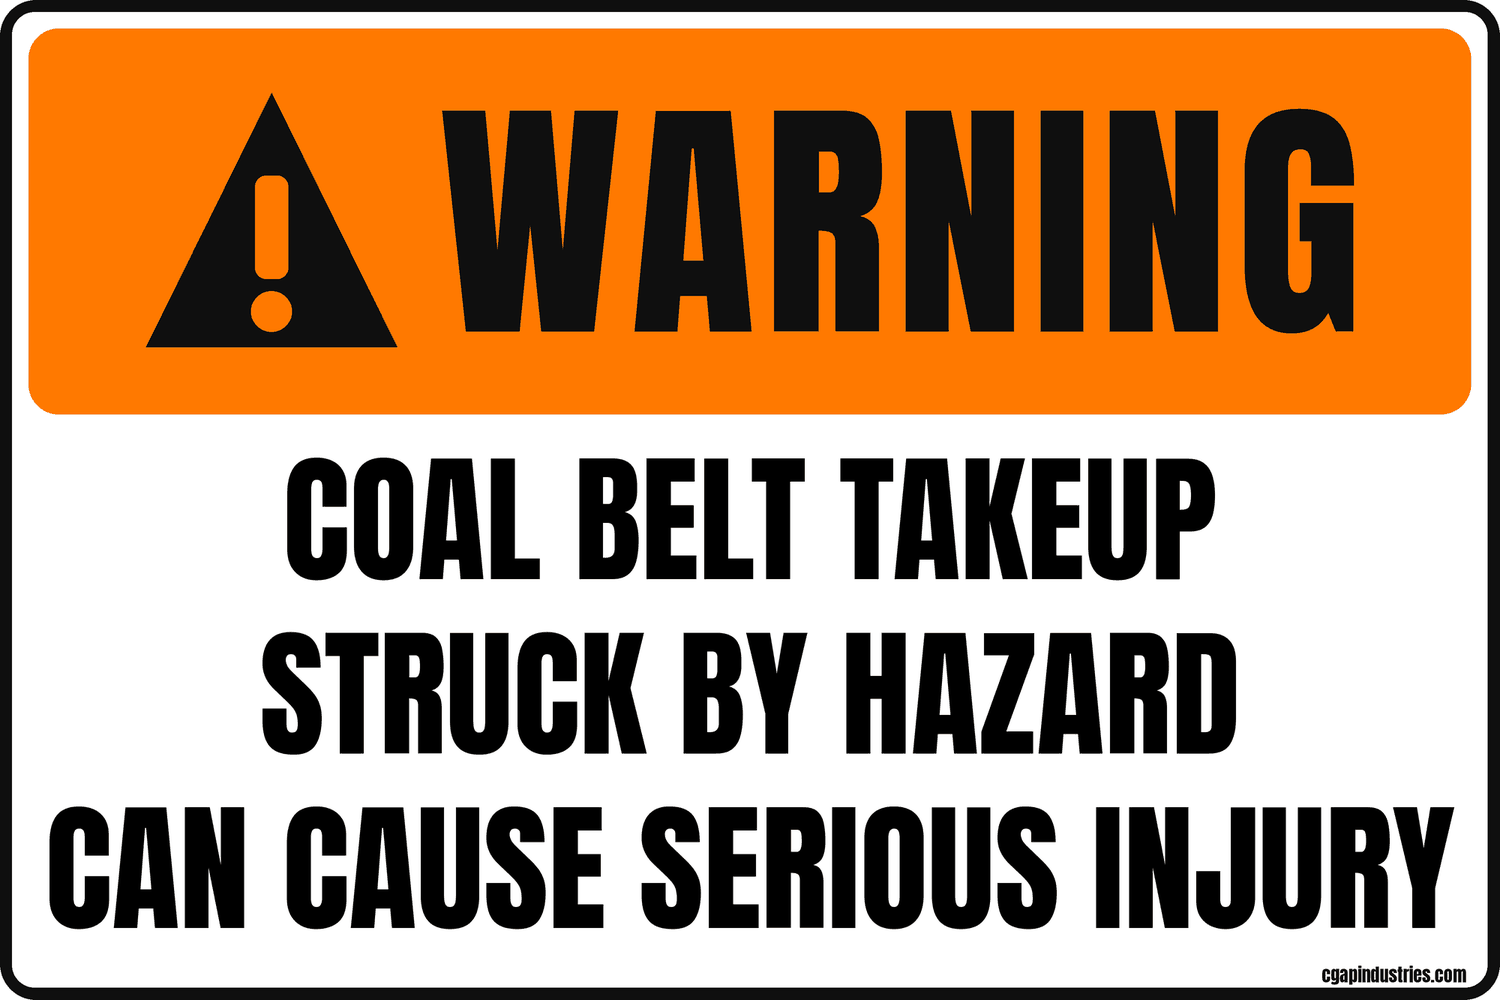 WARNING
COAL BELT TAKEUP
STRUCK BY HAZARD
CAN CAUSE SERIOUS INJURY
cgapindustries.com